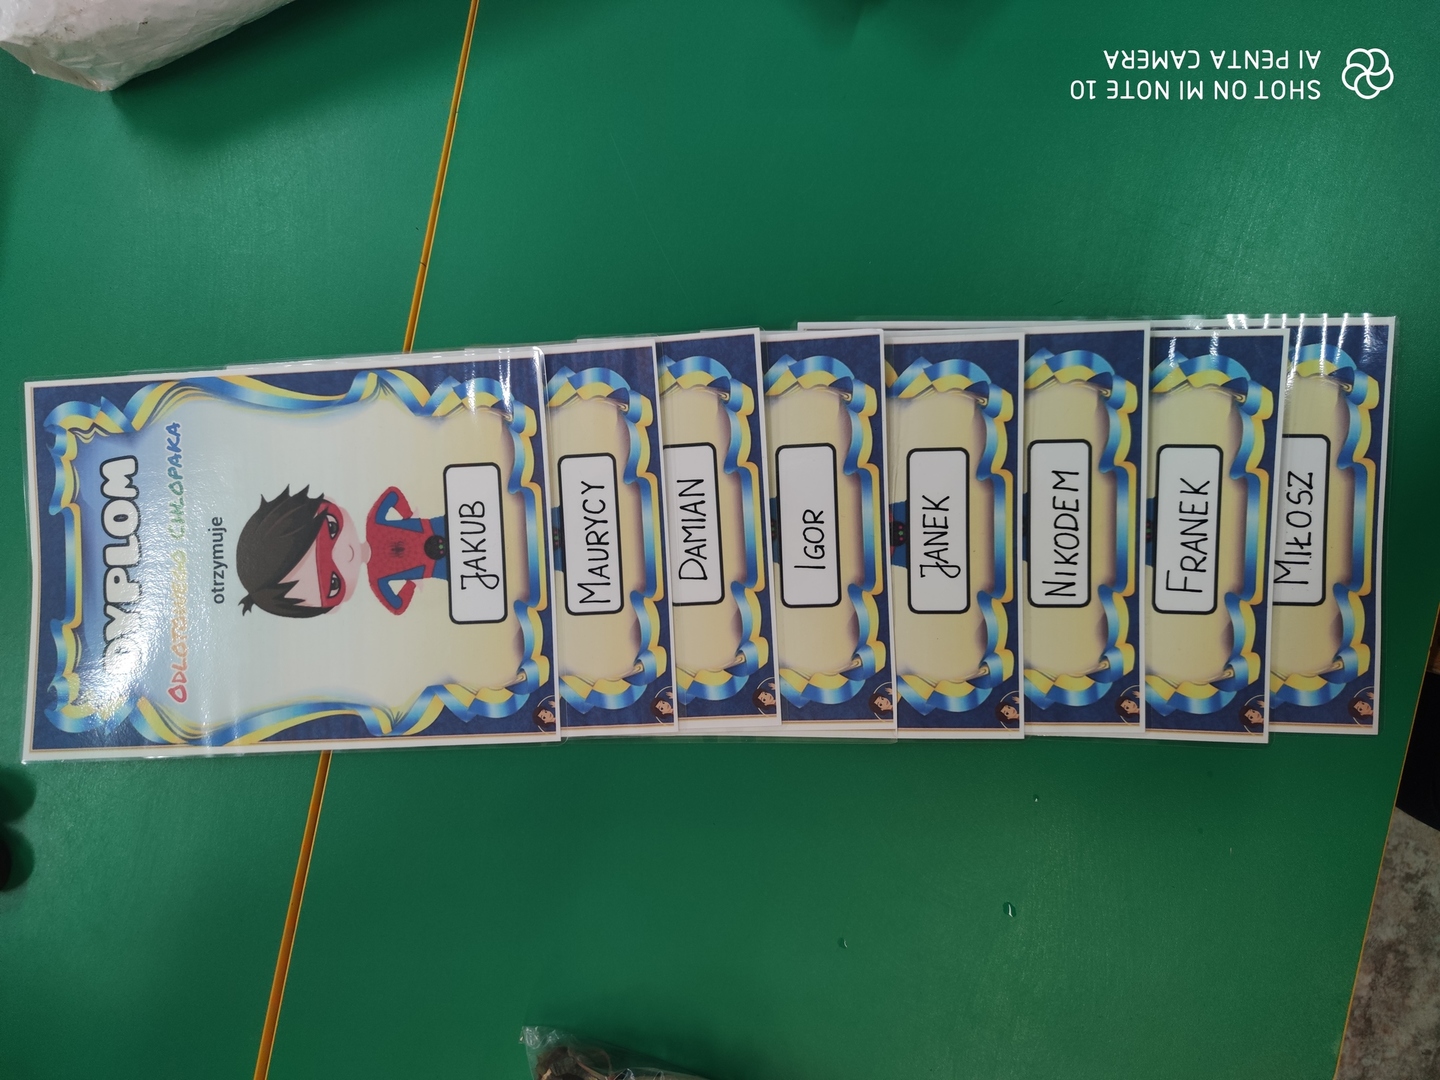 DYPLOM
ODLOTOWEGO CHŁOPAKA
otrzymuje
JAKUB
MAURYCY
DAMIAN
IGOR
JANEK
NIKODEM
FRANEK
MIŁOSZ
SHOT ON MI NOTE 10
AI PENTA CAMERA